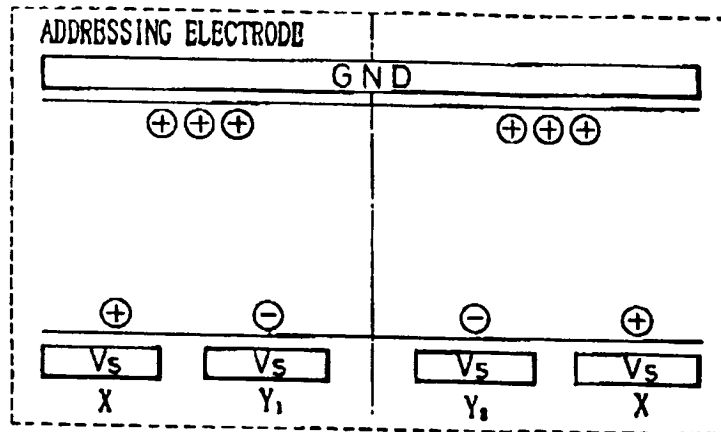 ADDRESSING ELECTRODE
GND
⊕⊕⊕ ⊕⊕⊕
⊕ ⊖ ⊖ ⊕
Vs Vs Vs Vs
X Y₁ Y₂ X